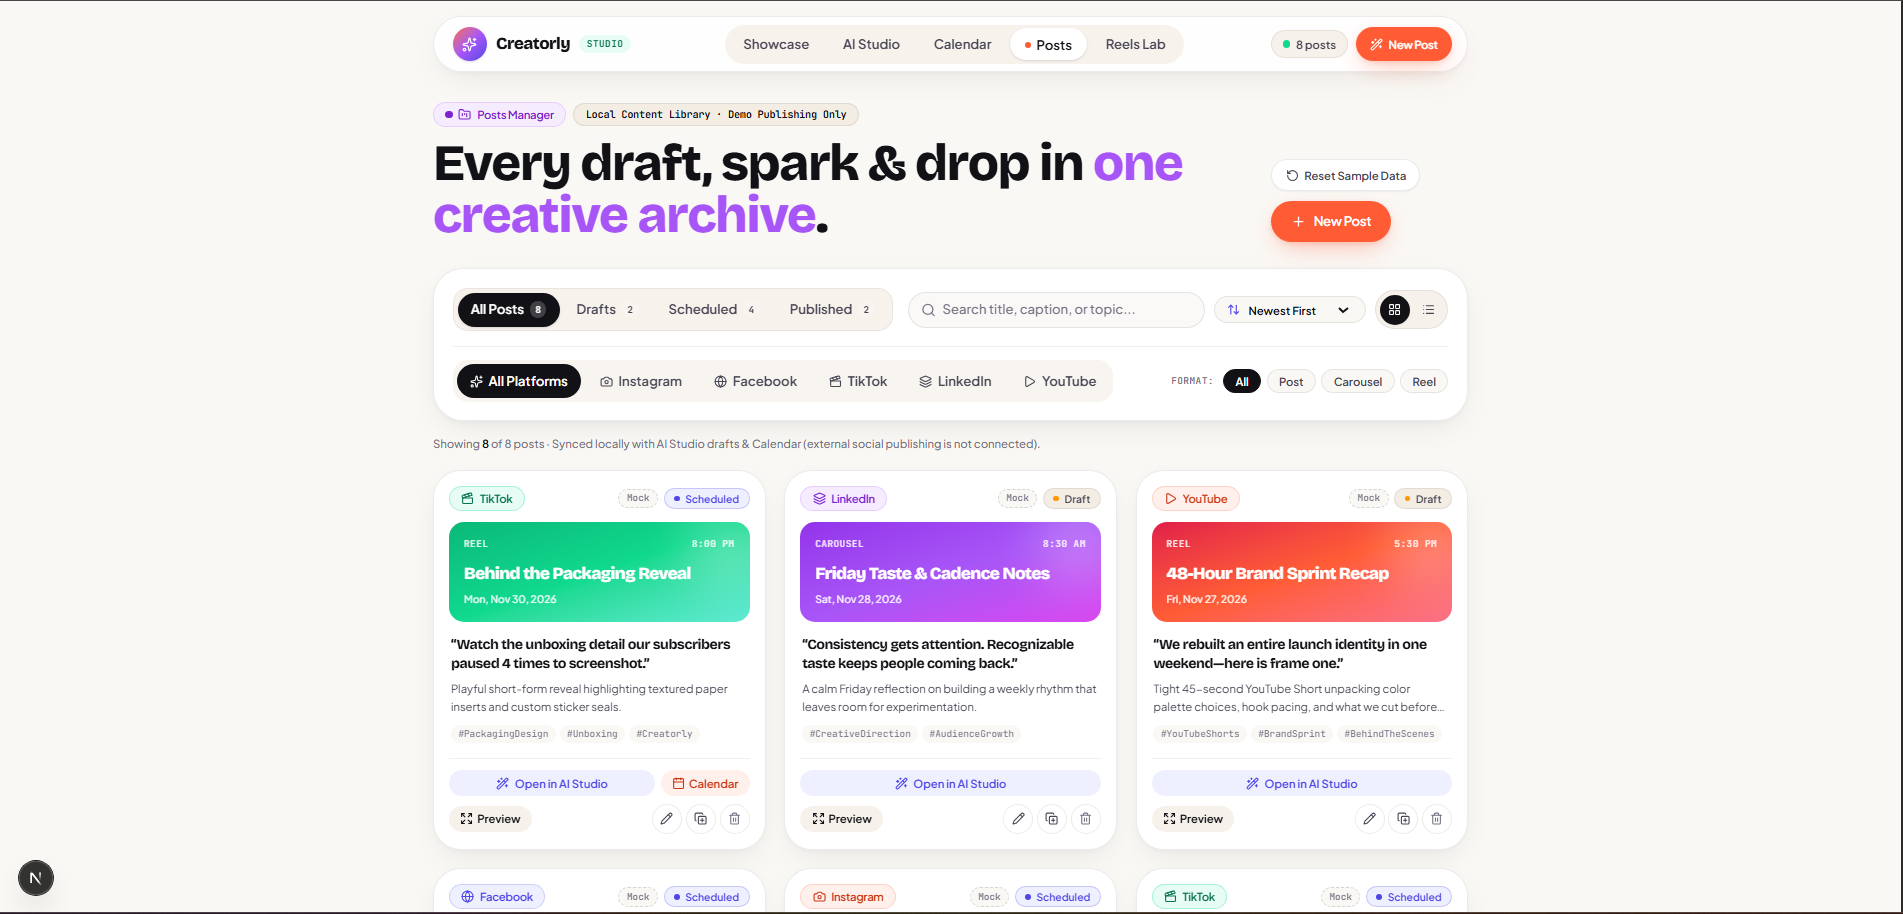 Creatorly STUDIO Showcase AI Studio Calendar Posts Reels Lab 8 posts New Post
Posts Manager Local Content Library · Demo Publishing Only
Every draft, spark & drop in one
creative archive.
Reset Sample Data
New Post
All Posts 8 Drafts 2 Scheduled 4 Published 2 Search title, caption, or topic... Newest First
All Platforms Instagram Facebook TikTok LinkedIn YouTube FORMAT: All Post Carousel Reel
Showing 8 of 8 posts · Synced locally with AI Studio drafts & Calendar (external social publishing is not connected).
TikTok Mock Scheduled
REEL 8:00 PM
Behind the Packaging Reveal
Mon, Nov 30, 2026
“Watch the unboxing detail our subscribers
paused 4 times to screenshot.”
Playful short-form reveal highlighting textured paper
inserts and custom sticker seals.
#PackagingDesign #Unboxing #Creatorly
Open in AI Studio Calendar
Preview
LinkedIn Mock Draft
CAROUSEL 8:30 AM
Friday Taste & Cadence Notes
Sat, Nov 28, 2026
“Consistency gets attention. Recognizable
taste keeps people coming back.”
A calm Friday reflection on building a weekly rhythm that
leaves room for experimentation.
#CreativeDirection #AudienceGrowth
Open in AI Studio
Preview
YouTube Mock Draft
REEL 5:30 PM
48-Hour Brand Sprint Recap
Fri, Nov 27, 2026
“We rebuilt an entire launch identity in one
weekend—here is frame one.”
Tight 45-second YouTube Short unpacking color
palette choices, hook pacing, and what we cut before...
#YouTubeShorts #BrandSprint #BehindTheScenes
Open in AI Studio
Preview
Facebook Mock Scheduled
Instagram Mock Scheduled
TikTok Mock Scheduled
N